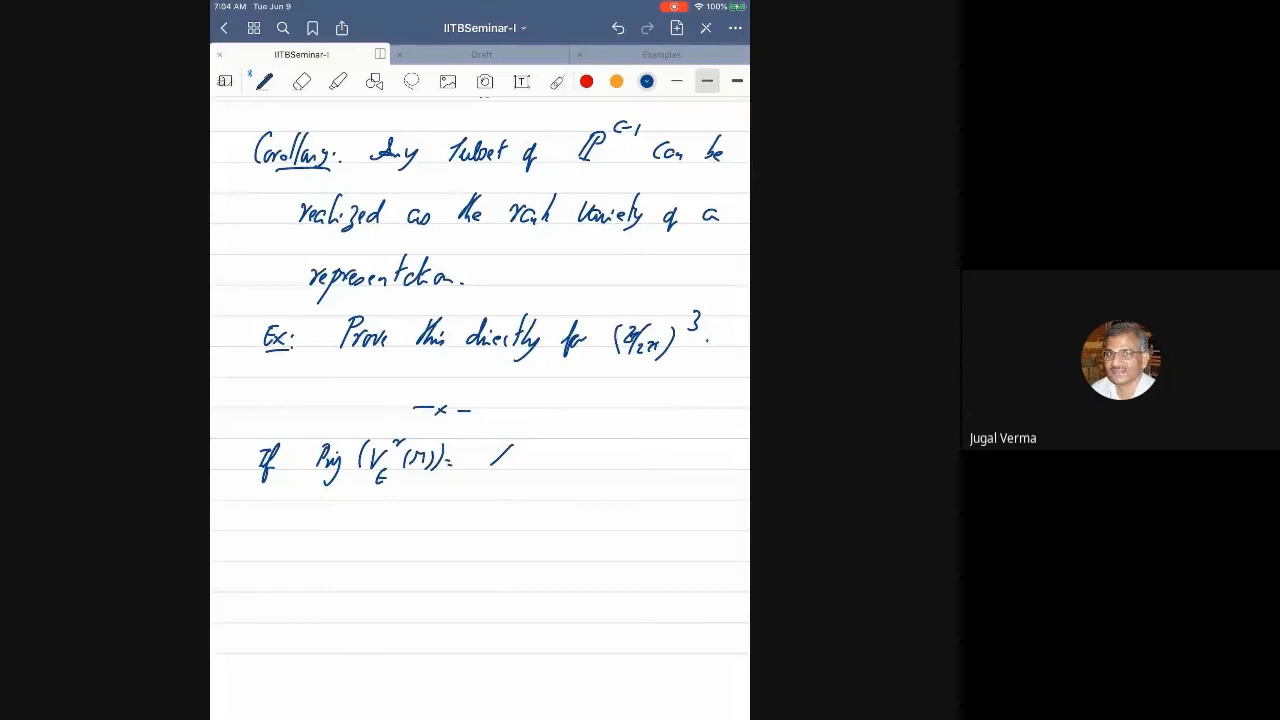 7:04 AM Tue Jun 9
100%
IITBSeminar-I
IITBSeminar-I
Draft
Examples
Corollary:. Any subset of ℙ^{c-1} can be
realized as the rank variety of a
representation.
Ex: Prove this directly for (ℤ/2ℤ)^3.
—x—
If Proj (V_E^r(M)) = /
Jugal Verma